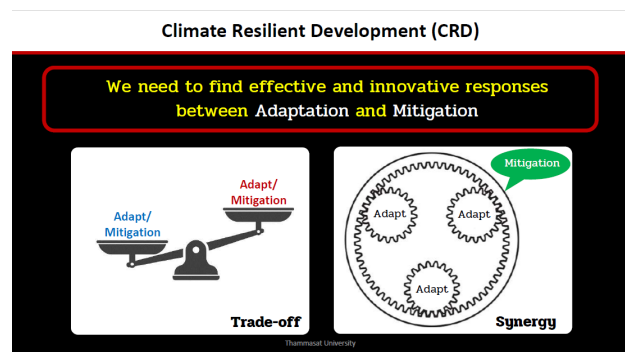 Climate Resilient Development (CRD)
We need to find effective and innovative responses
between Adaptation and Mitigation
Adapt/
Mitigation
Adapt/
Mitigation
Trade-off
Mitigation
Adapt
Adapt
Adapt
Synergy
Thammasat University